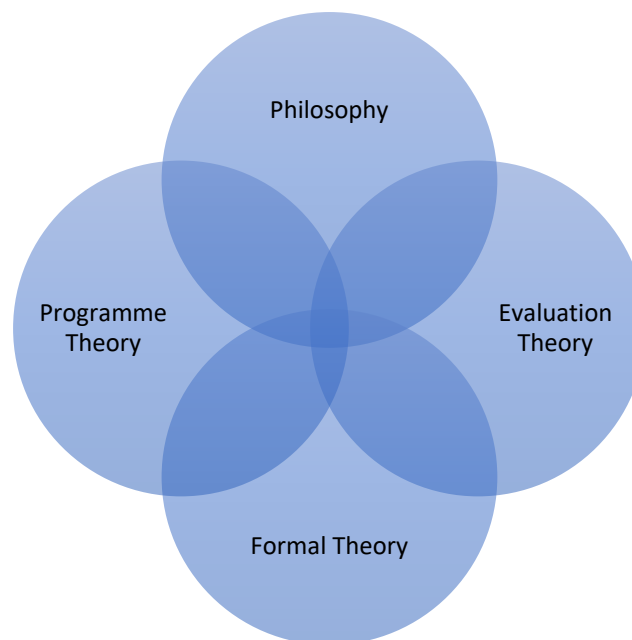 Philosophy
Programme
Theory
Evaluation
Theory
Formal Theory